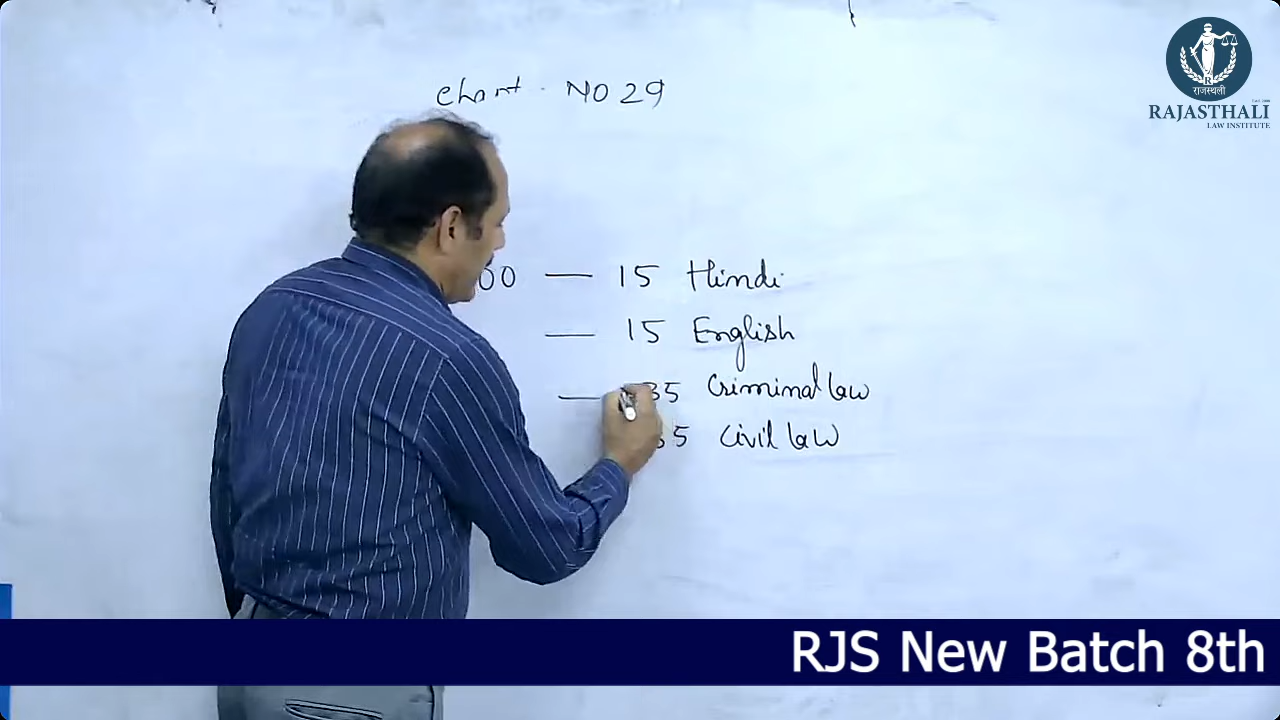 Chart . NO 29
राजस्थली
RAJASTHALI
LAW INSTITUTE
00 — 15 Hindi
— 15 English
— 35 Criminal law
35 Civil law
RJS New Batch 8th